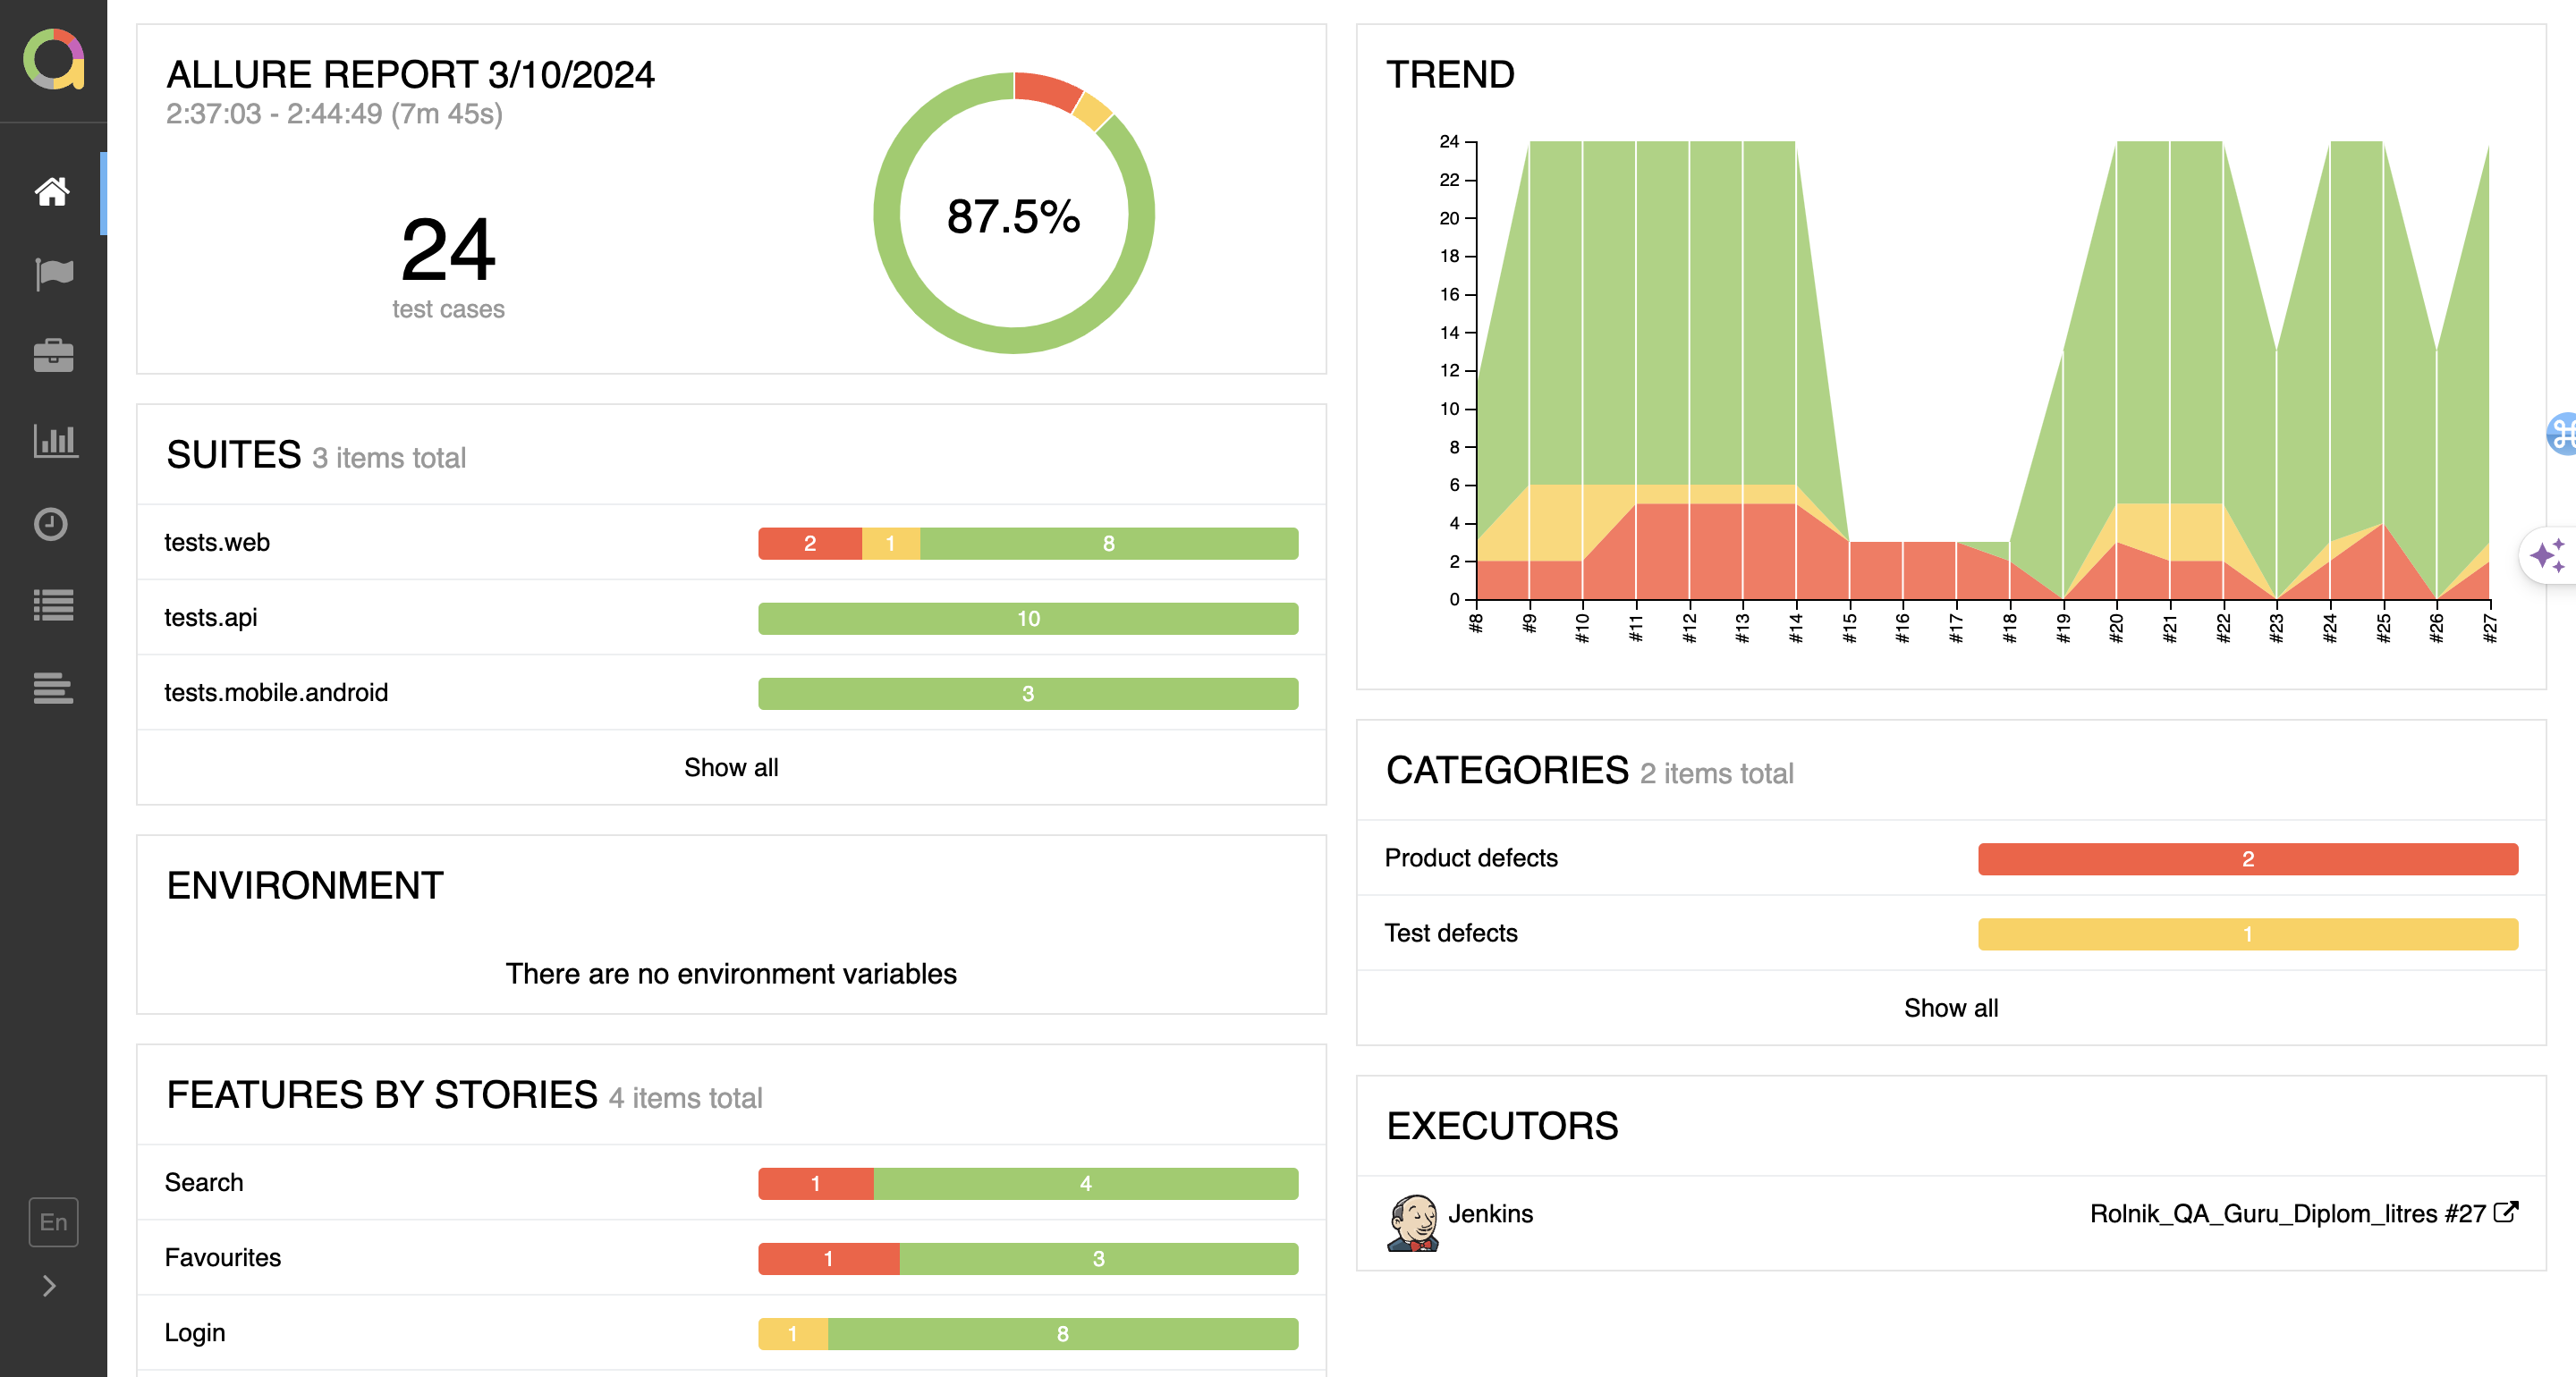 ALLURE REPORT 3/10/2024
2:37:03 - 2:44:49 (7m 45s)
24
test cases
87.5%
SUITES 3 items total
tests.web 2 1 8
tests.api 10
tests.mobile.android 3
Show all
ENVIRONMENT
There are no environment variables
FEATURES BY STORIES 4 items total
Search 1 4
Favourites 1 3
Login 1 8
En
TREND
24
22
20
18
16
14
12
10
8
6
4
2
0
#8 #9 #10 #11 #12 #13 #14 #15 #16 #17 #18 #19 #20 #21 #22 #23 #24 #25 #26 #27
CATEGORIES 2 items total
Product defects 2
Test defects 1
Show all
EXECUTORS
Jenkins Rolnik_QA_Guru_Diplom_litres #27